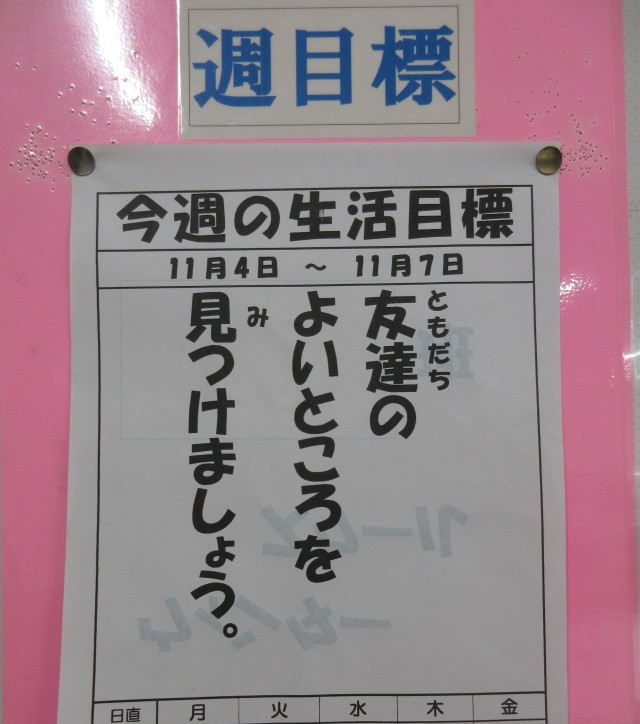 週目標
今週の生活目標
11月4日 ~ 11月7日
友達の
ともだち
よいところを
見つけましょう。
み
日直 月 火 水 木 金